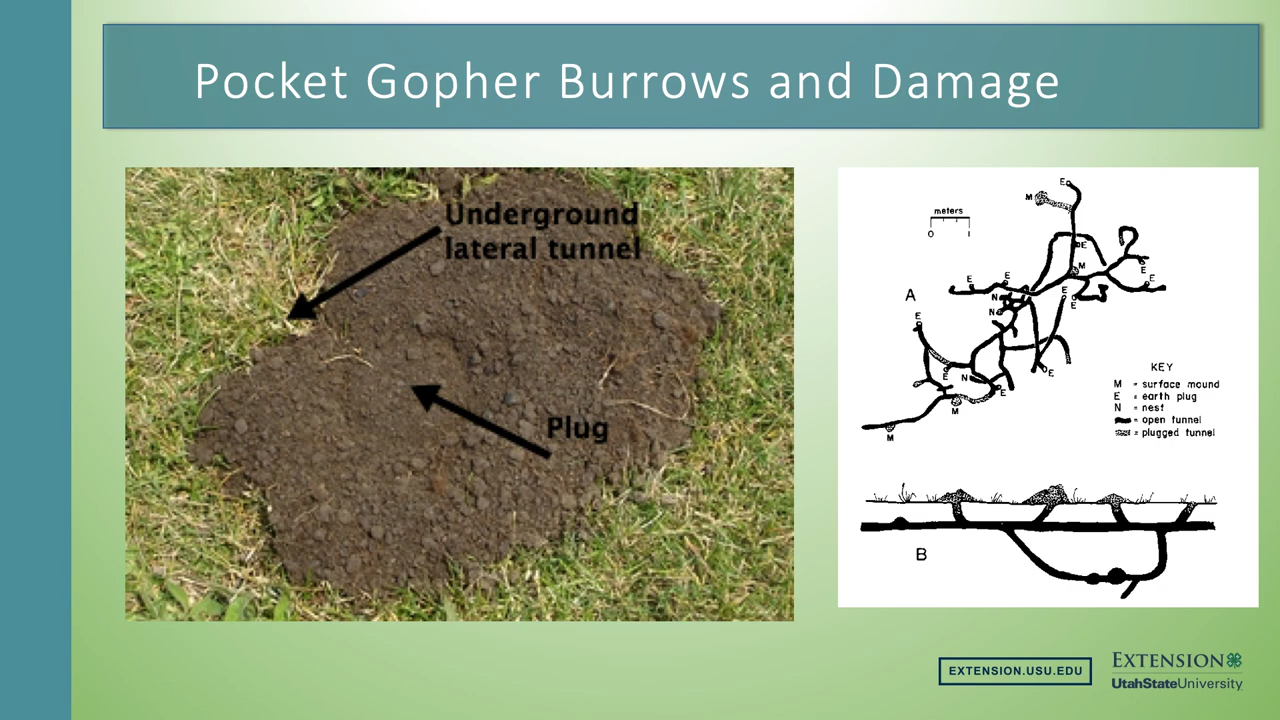 Pocket Gopher Burrows and Damage
Underground
lateral tunnel
Plug
meters
0 1
E
M
E
M
E
E
E
E
A
N
E
E
N
E
E
N
E
E
M
M
KEY
M = surface mound
E = earth plug
N = nest
= open tunnel
= plugged tunnel
B
EXTENSION.USU.EDU
EXTENSION
UtahStateUniversity